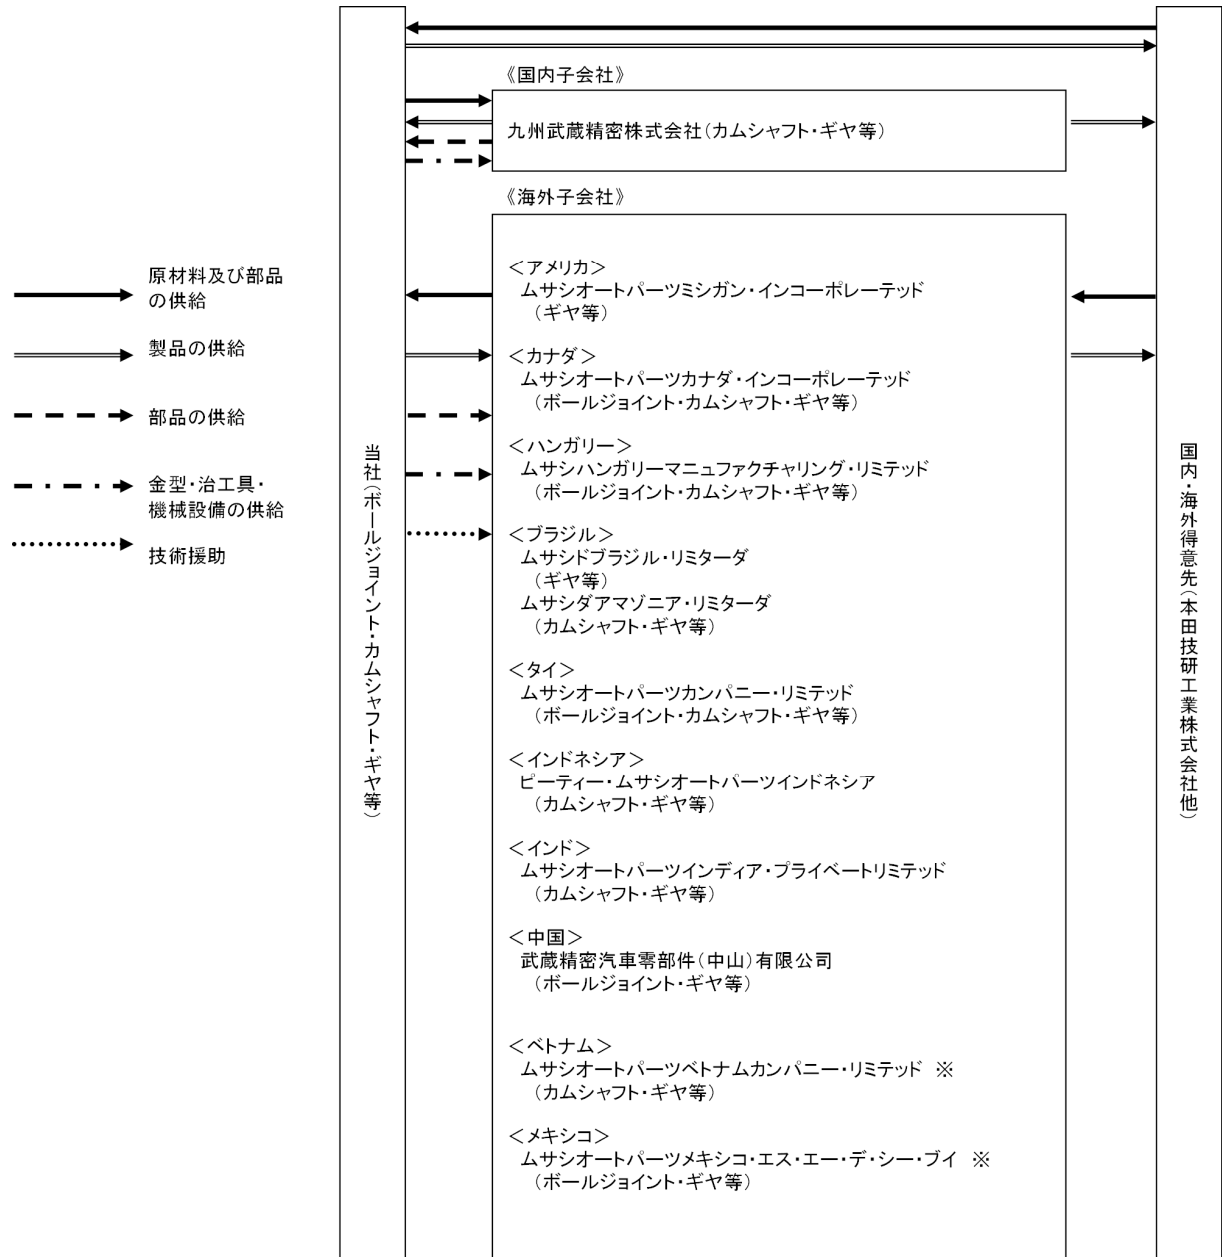 《国内子会社》
九州武蔵精密株式会社(カムシャフト・ギヤ等)
《海外子会社》
<アメリカ>
ムサシオートパーツミシガン・インコーポレーテッド
(ギヤ等)
<カナダ>
ムサシオートパーツカナダ・インコーポレーテッド
(ボールジョイント・カムシャフト・ギヤ等)
<ハンガリー>
ムサシハンガリーマニュファクチャリング・リミテッド
(ボールジョイント・カムシャフト・ギヤ等)
<ブラジル>
ムサシドブラジル・リミターダ
(ギヤ等)
ムサシダアマゾニア・リミターダ
(カムシャフト・ギヤ等)
<タイ>
ムサシオートパーツカンパニー・リミテッド
(ボールジョイント・カムシャフト・ギヤ等)
<インドネシア>
ピーティー・ムサシオートパーツインドネシア
(カムシャフト・ギヤ等)
<インド>
ムサシオートパーツインディア・プライベートリミテッド
(カムシャフト・ギヤ等)
<中国>
武蔵精密汽車零部件(中山)有限公司
(ボールジョイント・ギヤ等)
<ベトナム>
ムサシオートパーツベトナムカンパニー・リミテッド ※
(カムシャフト・ギヤ等)
<メキシコ>
ムサシオートパーツメキシコ・エス・エー・デ・シー・ブイ ※
(ボールジョイント・ギヤ等)
原材料及び部品
の供給
製品の供給
部品の供給
金型・治工具・
機械設備の供給
技術援助
当社(ボールジョイント・カムシャフト・ギヤ等)
国内・海外得意先(本田技研工業株式会社他)